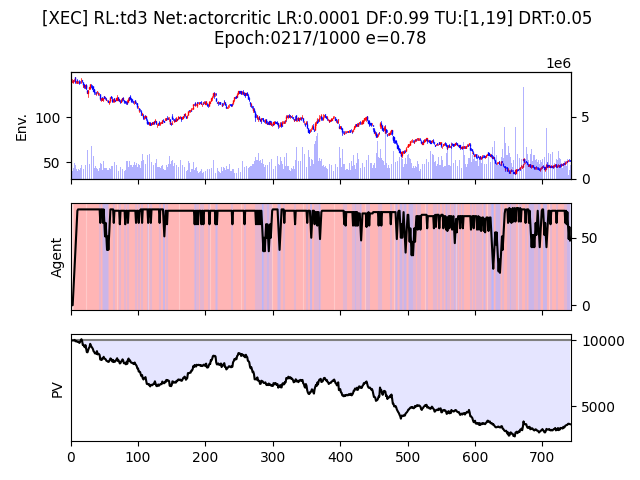 [XEC] RL:td3 Net:actorcritic LR:0.0001 DF:0.99 TU:[1,19] DRT:0.05
Epoch:0217/1000 e=0.78
1e6
Env.
100
50
5
0
Agent
50
0
PV
10000
5000
0 100 200 300 400 500 600 700